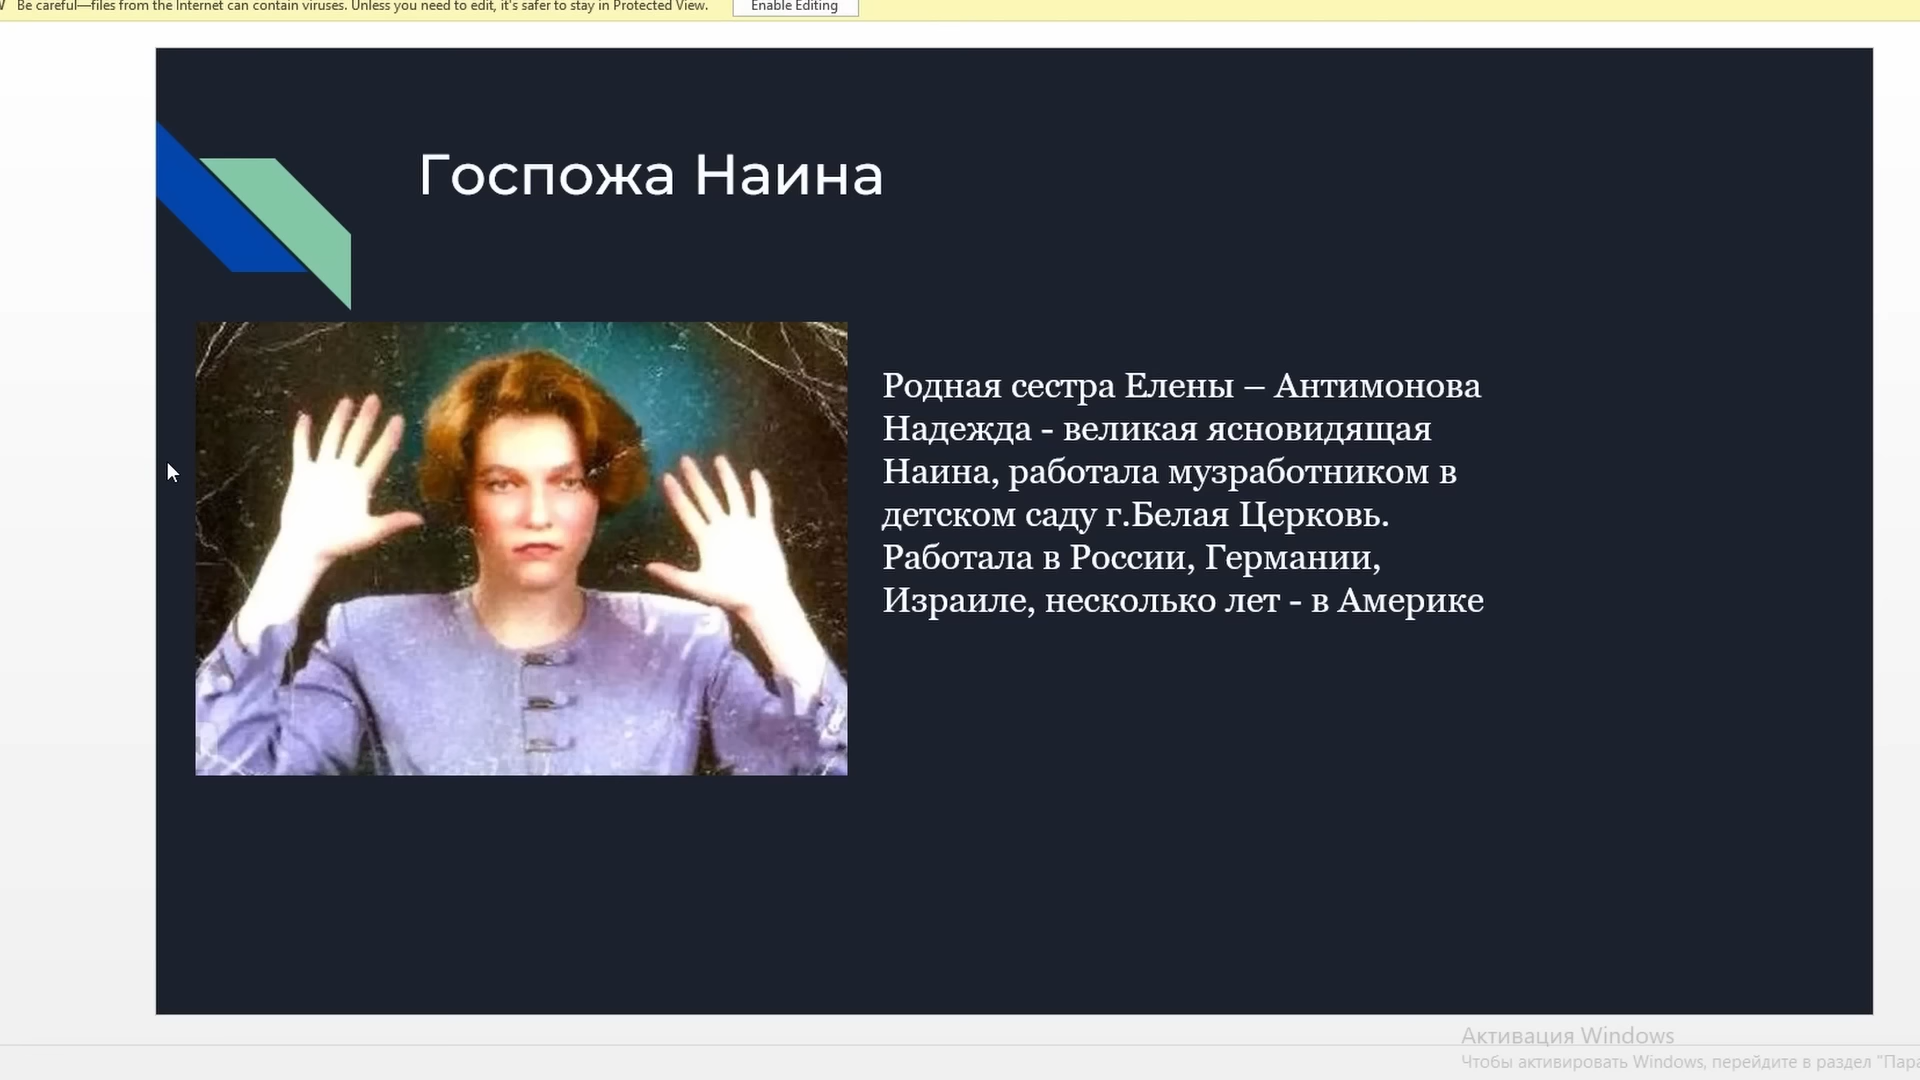 Be careful—files from the Internet can contain viruses. Unless you need to edit, it's safer to stay in Protected View.
Enable Editing
Госпожа Наина
Родная сестра Елены – Антимонова
Надежда - великая ясновидящая
Наина, работала музработником в
детском саду г.Белая Церковь.
Работала в России, Германии,
Израиле, несколько лет - в Америке
Активация Windows
Чтобы активировать Windows, перейдите в раздел "Пара